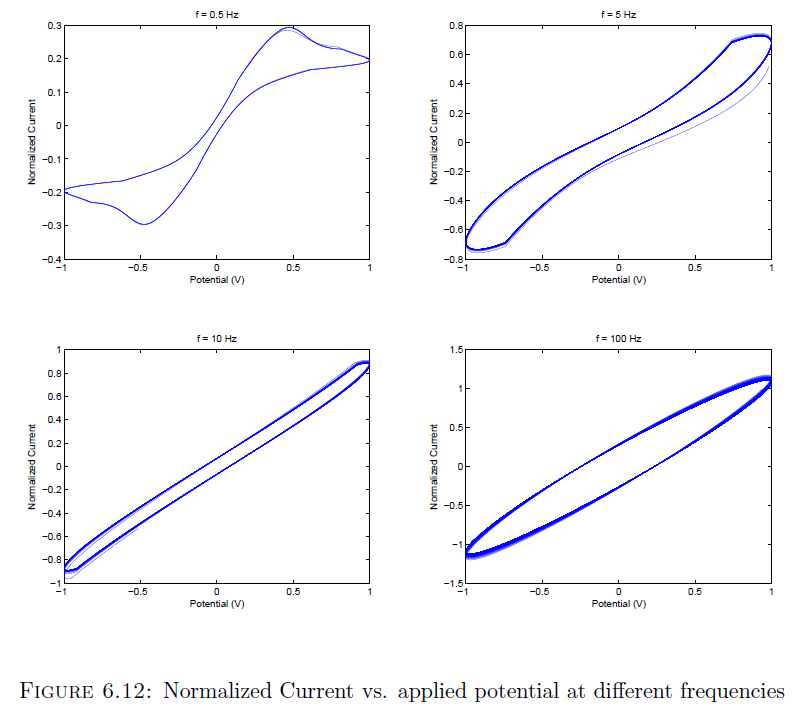 f = 0.5 Hz
0.3
0.2
0.1
0
−0.1
−0.2
−0.3
−0.4
Normalized Current
−1 −0.5 0 0.5 1
Potential (V)
f = 5 Hz
0.8
0.6
0.4
0.2
0
−0.2
−0.4
−0.6
−0.8
Normalized Current
−1 −0.5 0 0.5 1
Potential (V)
f = 10 Hz
1
0.8
0.6
0.4
0.2
0
−0.2
−0.4
−0.6
−0.8
−1
Normalized Current
−1 −0.5 0 0.5 1
Potential (V)
f = 100 Hz
1.5
1
0.5
0
−0.5
−1
−1.5
Normalized Current
−1 −0.5 0 0.5 1
Potential (V)
Figure 6.12: Normalized Current vs. applied potential at different frequencies